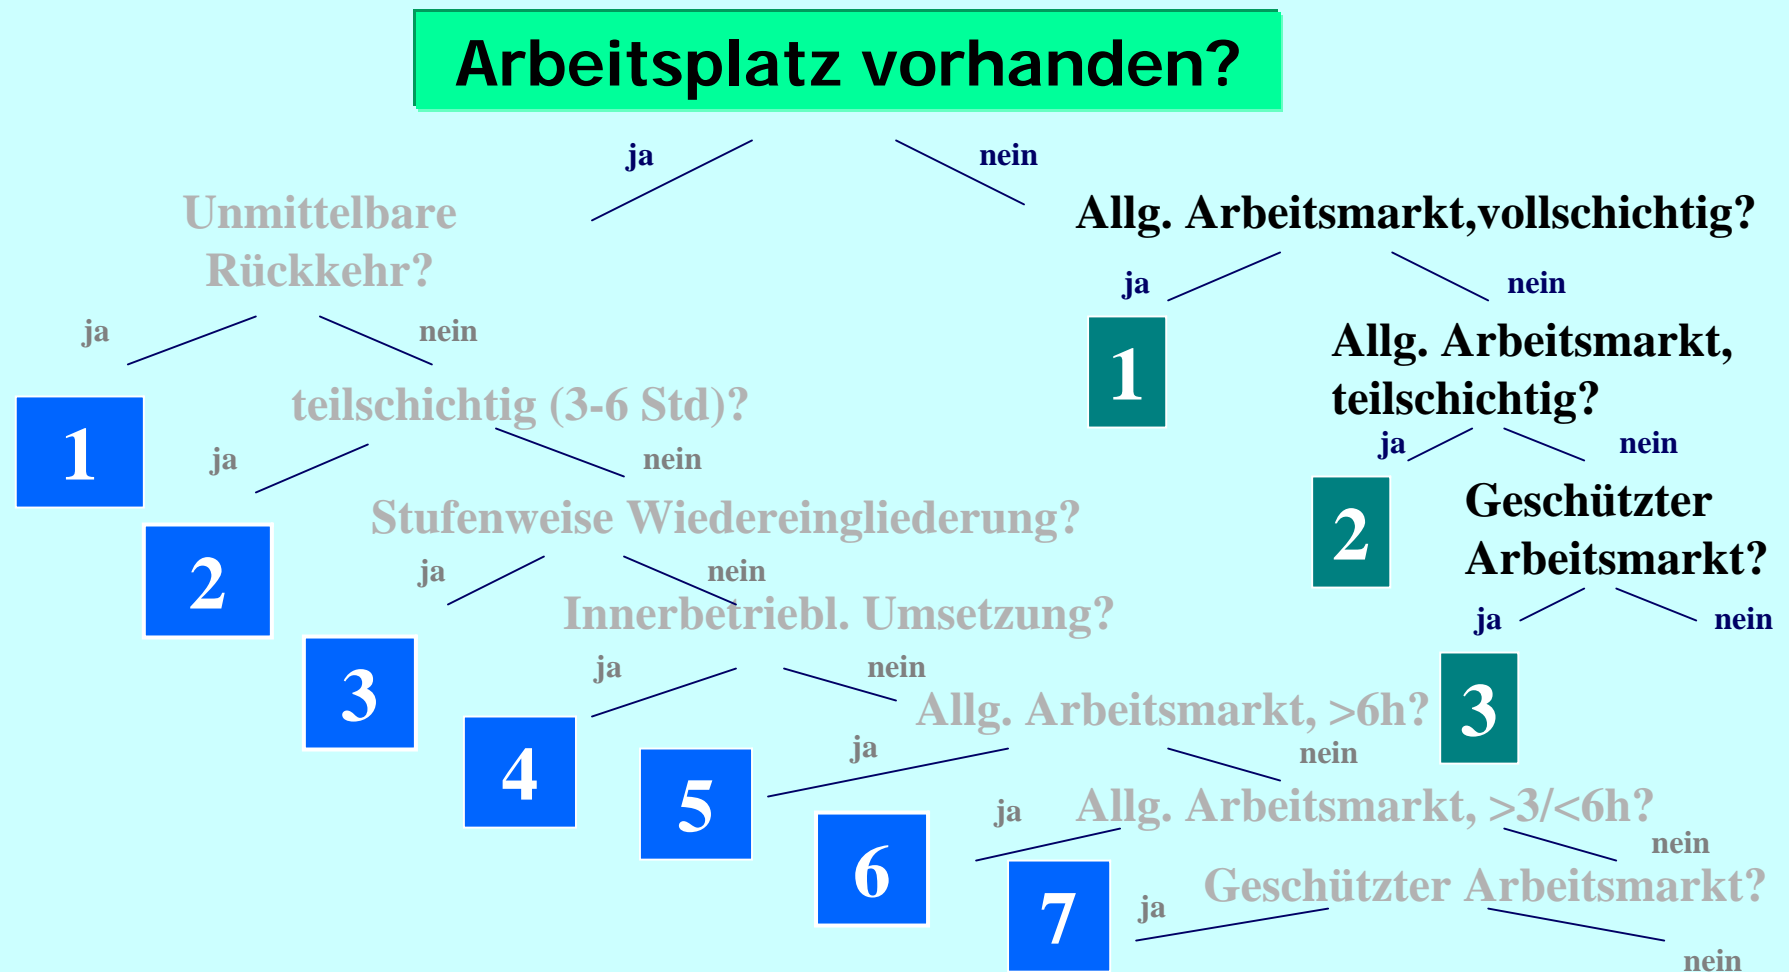 Arbeitsplatz vorhanden?
ja
nein
Unmittelbare
Rückkehr?
Allg. Arbeitsmarkt,vollschichtig?
ja
nein
ja
nein
1
Allg. Arbeitsmarkt,
teilschichtig?
1
teilschichtig (3-6 Std)?
ja
nein
ja
nein
2
Stufenweise Wiedereingliederung?
2
Geschützter
Arbeitsmarkt?
ja
nein
ja
nein
3
Innerbetriebl. Umsetzung?
3
ja
nein
4
Allg. Arbeitsmarkt, >6h?
ja
nein
5
Allg. Arbeitsmarkt, >3/<6h?
ja
nein
6
Geschützter Arbeitsmarkt?
ja
nein
7